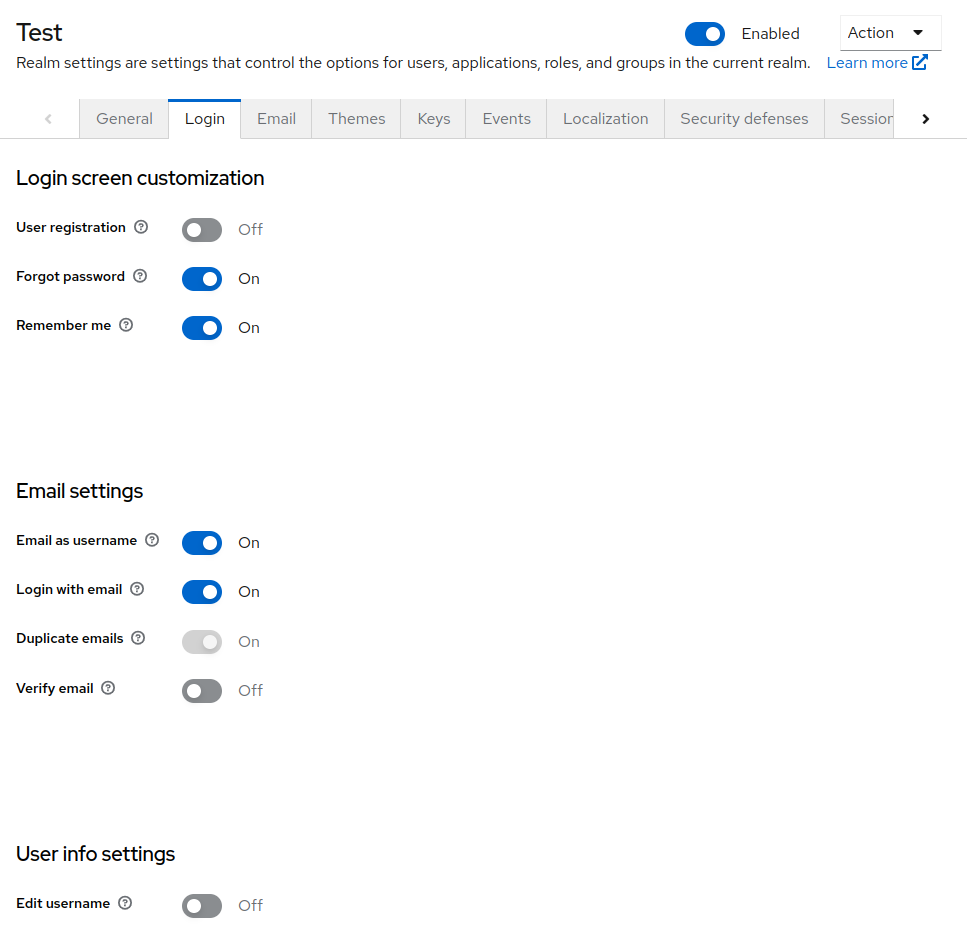 Test
Enabled
Action
Realm settings are settings that control the options for users, applications, roles, and groups in the current realm. Learn more
General Login Email Themes Keys Events Localization Security defenses Session
Login screen customization
User registration Off
Forgot password On
Remember me On
Email settings
Email as username On
Login with email On
Duplicate emails On
Verify email Off
User info settings
Edit username Off